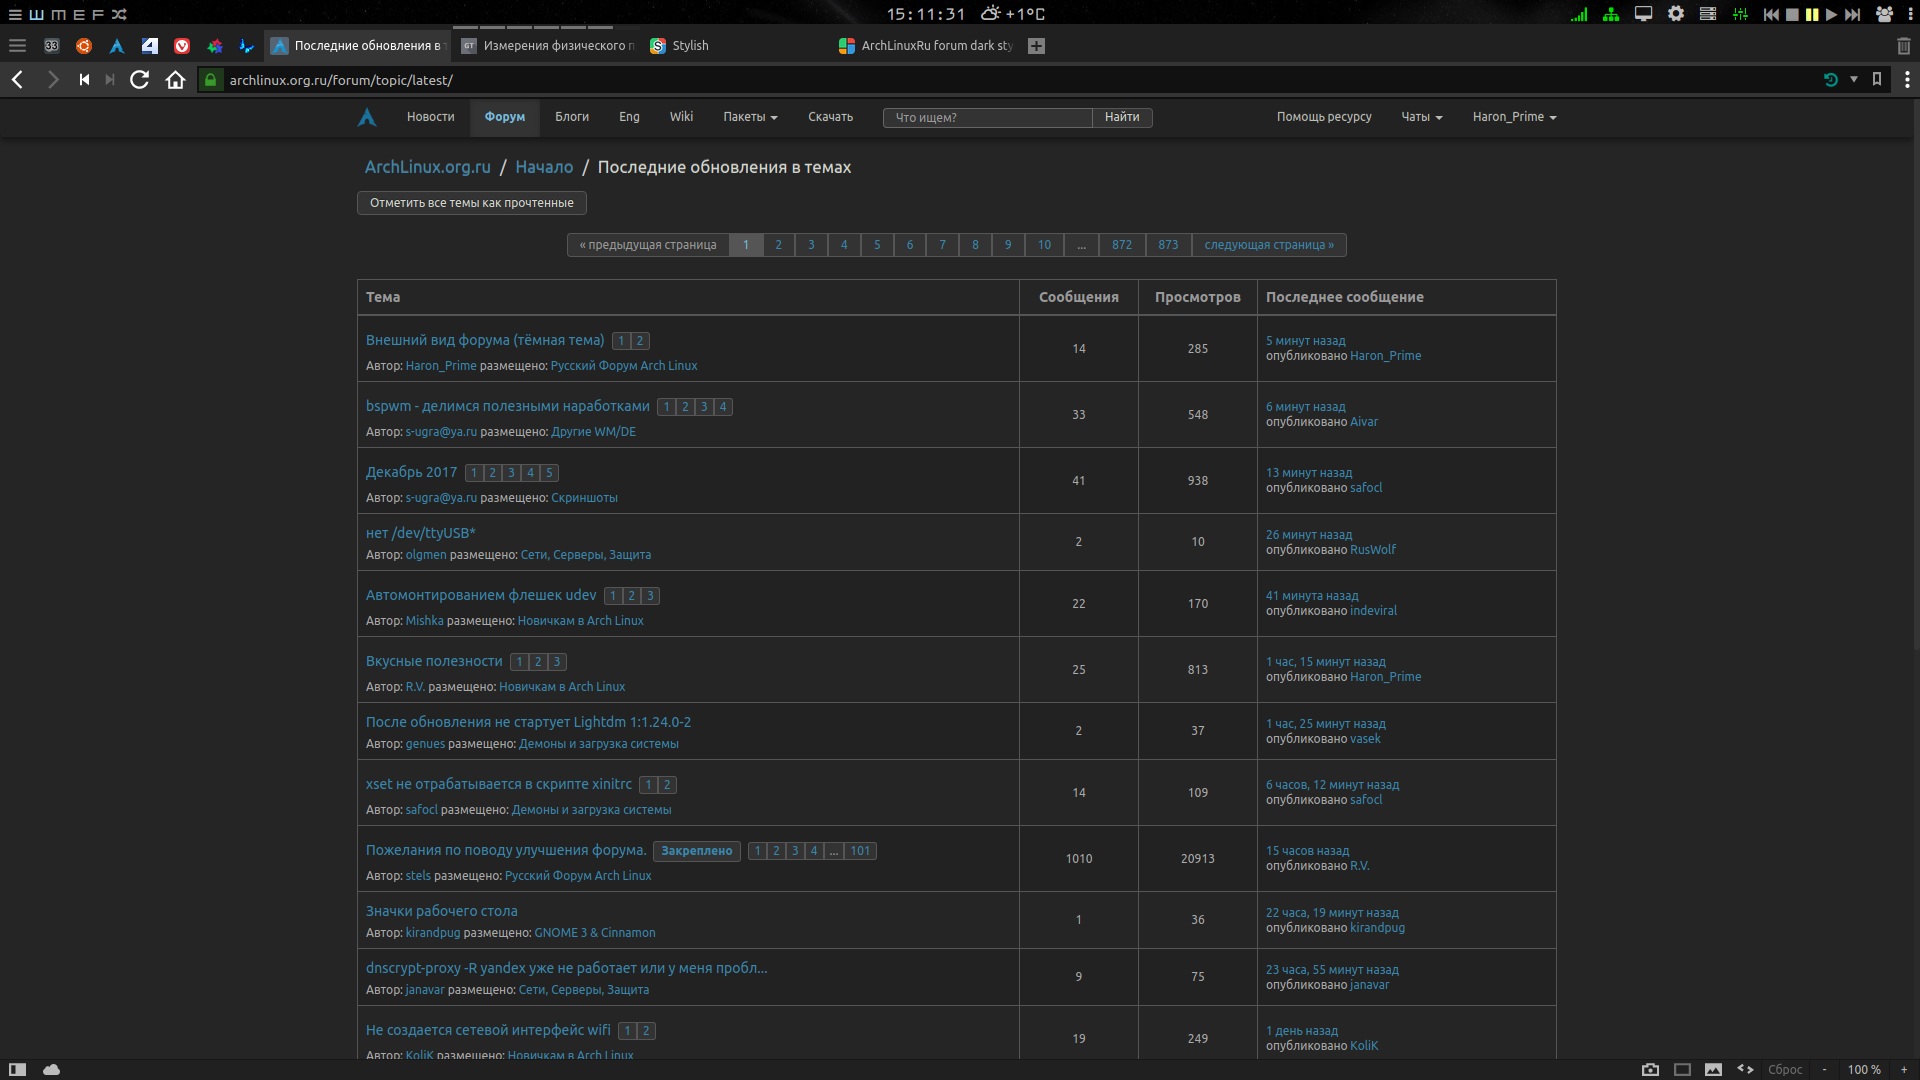 Ш M E F
15:11:31 +1°C
33 Последние обновления в т Измерения физического п Stylish ArchLinuxRu forum dark sty
archlinux.org.ru/forum/topic/latest/
Новости Форум Блоги Eng Wiki Пакеты Скачать Что ищем? Найти Помощь ресурсу Чаты Haron_Prime
ArchLinux.org.ru / Начало / Последние обновления в темах
Отметить все темы как прочтенные
« предыдущая страница 1 2 3 4 5 6 7 8 9 10 ... 872 873 следующая страница »
Тема Сообщения Просмотров Последнее сообщение
Внешний вид форума (тёмная тема) 1 2
Автор: Haron_Prime размещено: Русский Форум Arch Linux
14 285
5 минут назад
опубликовано Haron_Prime
bspwm - делимся полезными наработками 1 2 3 4
Автор: s-ugra@ya.ru размещено: Другие WM/DE
33 548
6 минут назад
опубликовано Aivar
Декабрь 2017 1 2 3 4 5
Автор: s-ugra@ya.ru размещено: Скриншоты
41 938
13 минут назад
опубликовано safocl
нет /dev/ttyUSB*
Автор: olgmen размещено: Сети, Серверы, Защита
2 10
26 минут назад
опубликовано RusWolf
Автомонтированием флешек udev 1 2 3
Автор: Mishka размещено: Новичкам в Arch Linux
22 170
41 минута назад
опубликовано indeviral
Вкусные полезности 1 2 3
Автор: R.V. размещено: Новичкам в Arch Linux
25 813
1 час, 15 минут назад
опубликовано Haron_Prime
После обновления не стартует Lightdm 1:1.24.0-2
Автор: genues размещено: Демоны и загрузка системы
2 37
1 час, 25 минут назад
опубликовано vasek
xset не отрабатывается в скрипте xinitrc 1 2
Автор: safocl размещено: Демоны и загрузка системы
14 109
6 часов, 12 минут назад
опубликовано safocl
Пожелания по поводу улучшения форума. Закреплено 1 2 3 4 ... 101
Автор: stels размещено: Русский Форум Arch Linux
1010 20913
15 часов назад
опубликовано R.V.
Значки рабочего стола
Автор: kirandpug размещено: GNOME 3 & Cinnamon
1 36
22 часа, 19 минут назад
опубликовано kirandpug
dnscrypt-proxy -R yandex уже не работает или у меня пробл...
Автор: janavar размещено: Сети, Серверы, Защита
9 75
23 часа, 55 минут назад
опубликовано janavar
Не создается сетевой интерфейс wifi 1 2
Автор: KoliK размещено: Новичкам в Arch Linux
19 249
1 день назад
опубликовано KoliK
Сброс - 100 % +